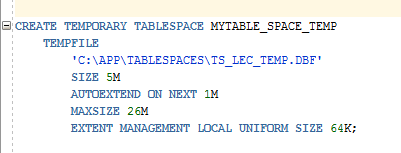 CREATE TEMPORARY TABLESPACE MYTABLE_SPACE_TEMP
TEMPFILE
'C:\APP\TABLESPACES\TS_LEC_TEMP.DBF'
SIZE 5M
AUTOEXTEND ON NEXT 1M
MAXSIZE 26M
EXTENT MANAGEMENT LOCAL UNIFORM SIZE 64K;